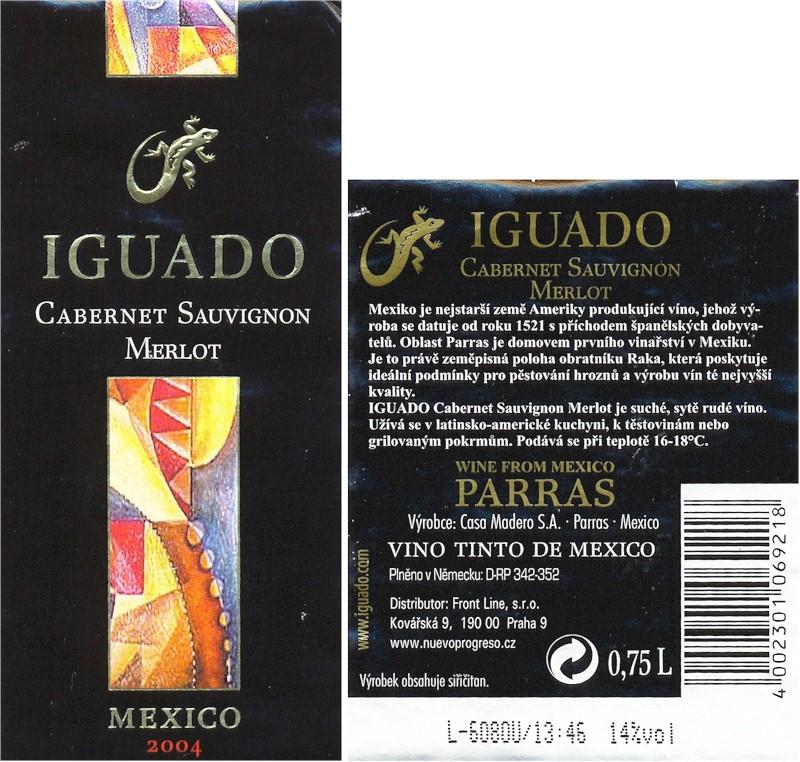 IGUADO
CABERNET SAUVIGNON
MERLOT
MEXICO
2004
IGUADO
CABERNET SAUVIGNON
MERLOT
Mexiko je nejstarší země Ameriky produkující víno, jehož vý-
roba se datuje od roku 1521 s příchodem španělských dobyva-
telů. Oblast Parras je domovem prvního vinařství v Mexiku.
Je to právě zeměpisná poloha obratníku Raka, která poskytuje
ideální podmínky pro pěstování hroznů a výrobu vín té nejvyšší
kvality.
IGUADO Cabernet Sauvignon Merlot je suché, sytě rudé víno.
Užívá se v latinsko-americké kuchyni, k těstovinám nebo
grilovaným pokrmům. Podává se při teplotě 16-18°C.
WINE FROM MEXICO
PARRAS
Výrobce: Casa Madero S.A. · Parras · Mexico
VINO TINTO DE MEXICO
Plněno v Německu: D-RP 342-352
Distributor: Front Line, s.r.o.
Kovářská 9, 190 00 Praha 9
www.nuevoprogreso.cz
www.iguado.com
0,75 L
Výrobek obsahuje siřičitan.
4 002301 069218
L-6080U/13:46 14%vol